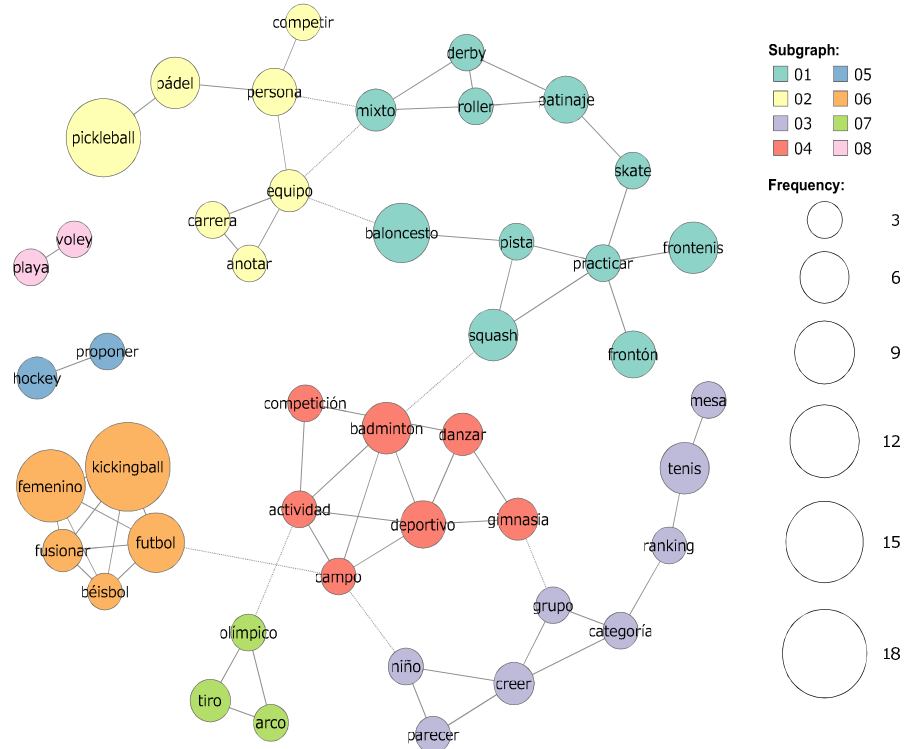 competir
derby
pádel
persona
mixto
roller
patinaje
pickleball
skate
equipo
carrera
baloncesto
pista
voley
anotar
practicar
frontenis
playa
squash
proponer
hockey
frontón
competición
mesa
badminton
danzar
kickingball
tenis
femenino
actividad
deportivo
gimnasia
fusionar
futbol
ranking
campo
béisbol
grupo
olímpico
categoría
niño
creer
tiro
arco
parecer
Subgraph:
01 05
02 06
03 07
04 08
Frequency:
3
6
9
12
15
18